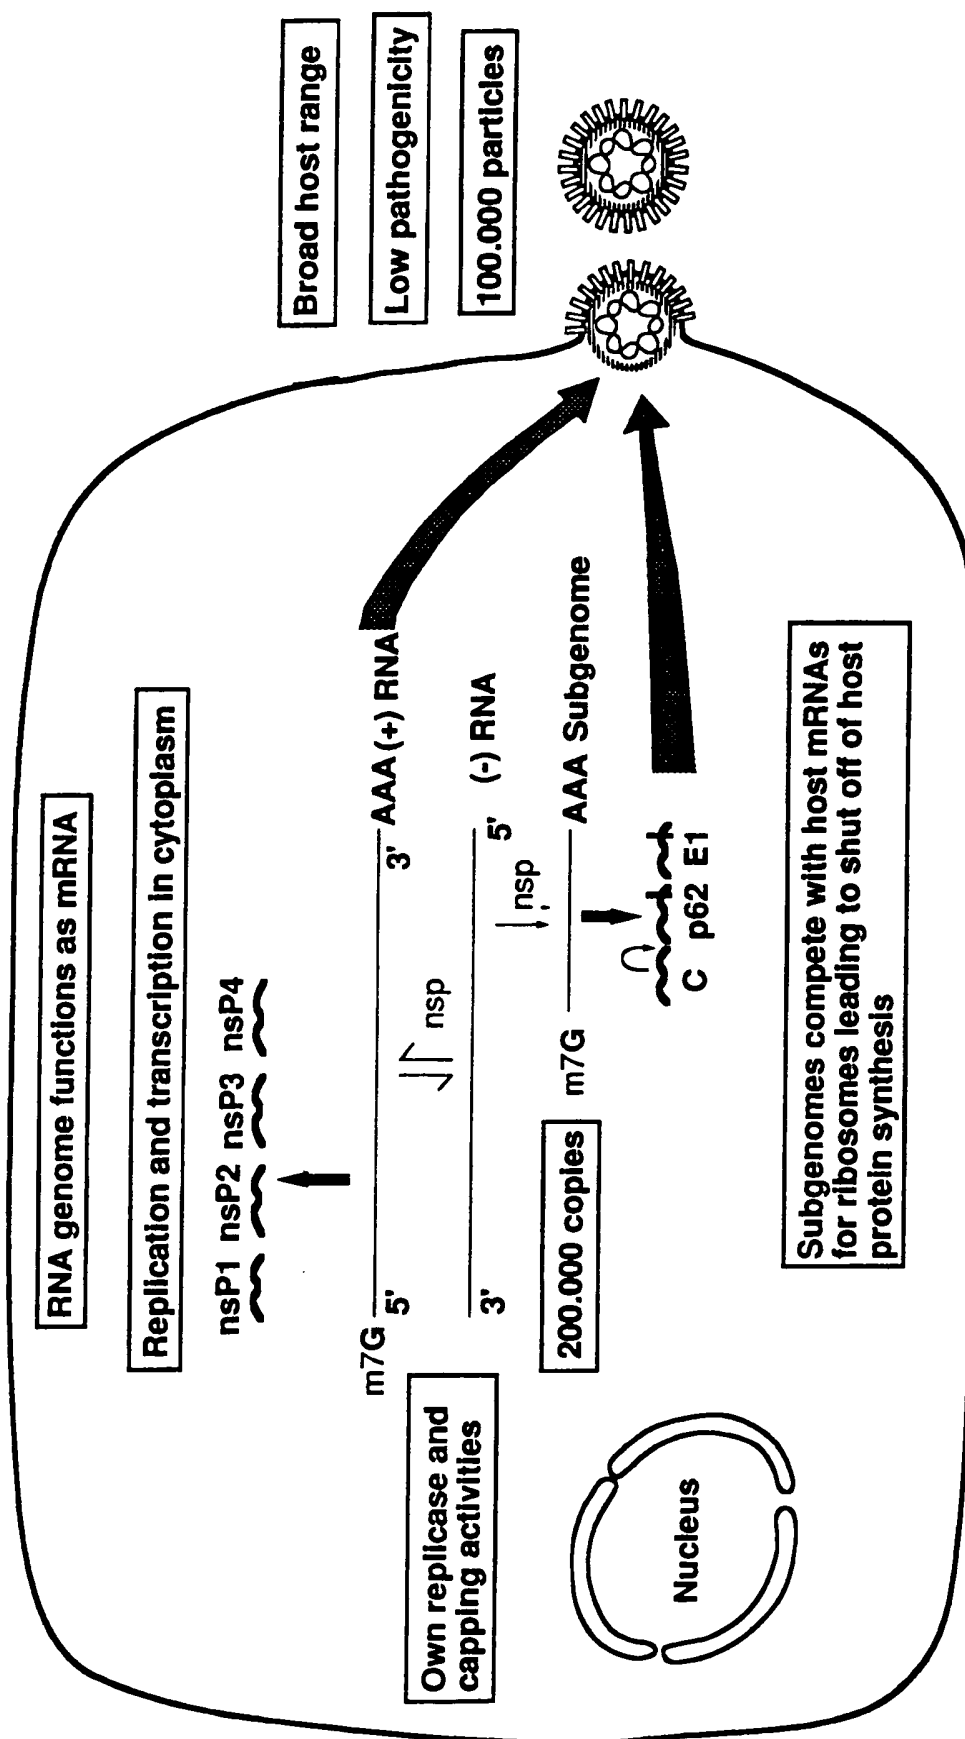 RNA genome functions as mRNA
Replication and transcription in cytoplasm
nsP1 nsP2 nsP3 nsP4
m7G
5'
3'
AAA (+) RNA
nsp
3'
5'
(-) RNA
nsp
Own replicase and
capping activities
200.000 copies
m7G
AAA Subgenome
C p62 E1
Nucleus
Subgenomes compete with host mRNAs
for ribosomes leading to shut off of host
protein synthesis
Broad host range
Low pathogenicity
100.000 particles